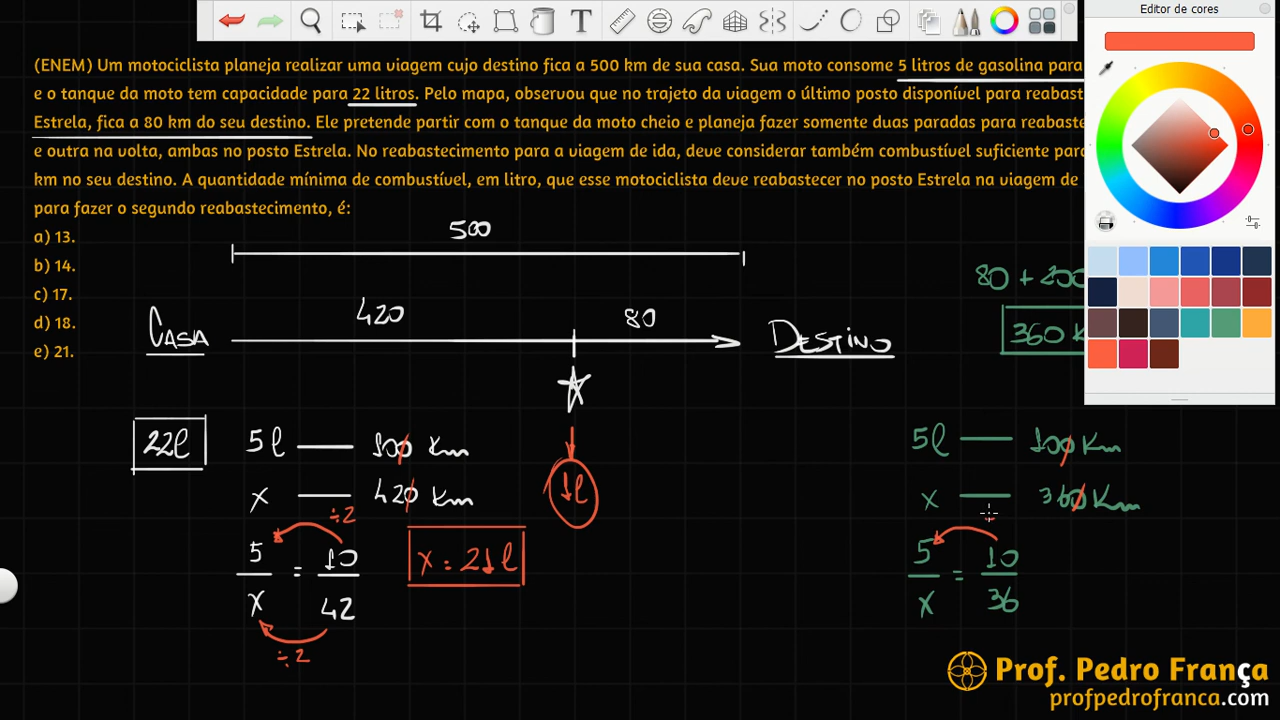 Editor de cores
(ENEM) Um motociclista planeja realizar uma viagem cujo destino fica a 500 km de sua casa. Sua moto consome 5 litros de gasolina para
e o tanque da moto tem capacidade para 22 litros. Pelo mapa, observou que no trajeto da viagem o último posto disponível para reabast
Estrela, fica a 80 km do seu destino. Ele pretende partir com o tanque da moto cheio e planeja fazer somente duas paradas para reabaste
e outra na volta, ambas no posto Estrela. No reabastecimento para a viagem de ida, deve considerar também combustível suficiente para
km no seu destino. A quantidade mínima de combustível, em litro, que esse motociclista deve reabastecer no posto Estrela na viagem de
para fazer o segundo reabastecimento, é:
a) 13.
b) 14.
c) 17.
d) 18.
e) 21.
500
420 80
CASA DESTINO
80 + 200
360 K
22l
5l — 100 Km
x — 420 Km
÷2
5/x = 10/42
÷2
x = 21l
1l
5l — 100 Km
x — 360 Km
5/x = 10/36
Prof. Pedro França
profpedrofranca.com